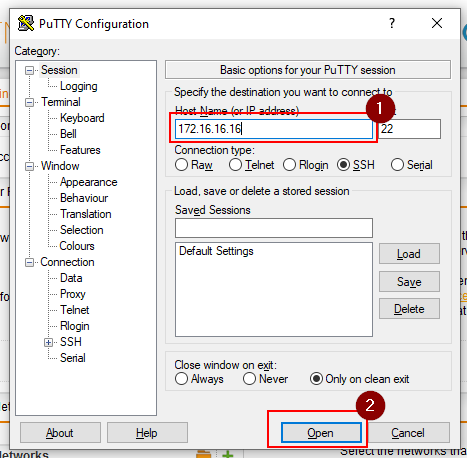 PuTTY Configuration
?
Category:
Session
Logging
Terminal
Keyboard
Bell
Features
Window
Appearance
Behaviour
Translation
Selection
Colours
Connection
Data
Proxy
Telnet
Rlogin
SSH
Serial
Basic options for your PuTTY session
Specify the destination you want to connect to
Host Name (or IP address)
1
172.16.16.16
22
Connection type:
Raw Telnet Rlogin SSH Serial
Load, save or delete a stored session
Saved Sessions
Default Settings
Load
Save
Delete
Close window on exit:
Always Never Only on clean exit
2
About Help Open Cancel
Select the networks